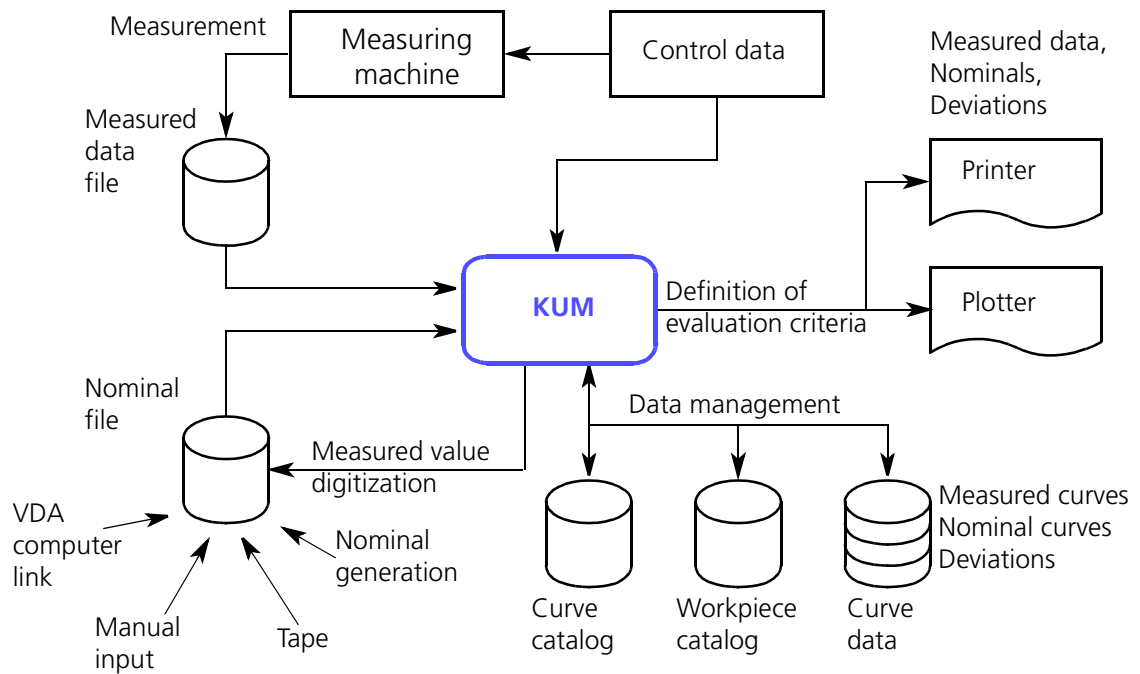 Measurement
Measuring
machine
Control data
Measured data,
Nominals,
Deviations
Measured
data
file
Printer
KUM
Definition of
evaluation criteria
Plotter
Nominal
file
Data management
Measured value
digitization
VDA
computer
link
Nominal
generation
Manual
input
Tape
Measured curves
Nominal curves
Deviations
Curve
catalog
Workpiece
catalog
Curve
data